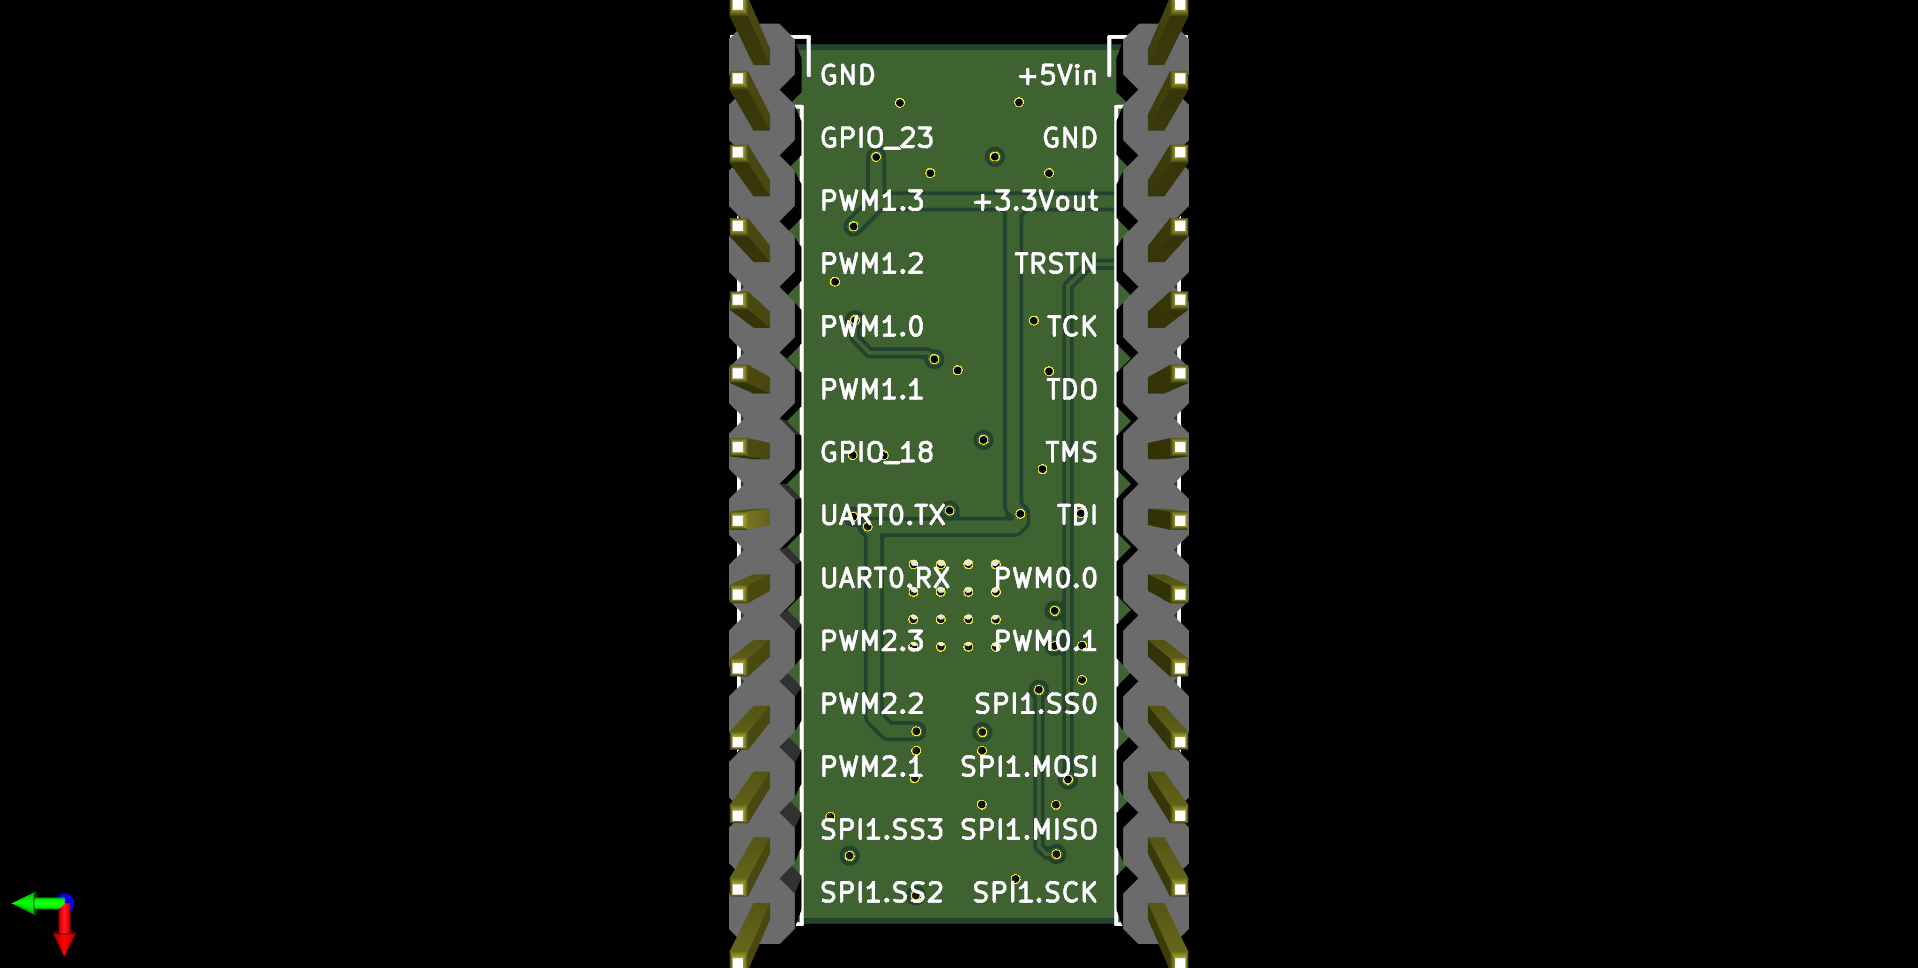 GND +5Vin
GPIO_23 GND
PWM1.3 +3.3Vout
PWM1.2 TRSTN
PWM1.0 TCK
PWM1.1 TDO
GPIO_18 TMS
UART0.TX TDI
UART0.RX PWM0.0
PWM2.3 PWM0.1
PWM2.2 SPI1.SS0
PWM2.1 SPI1.MOSI
SPI1.SS3 SPI1.MISO
SPI1.SS2 SPI1.SCK